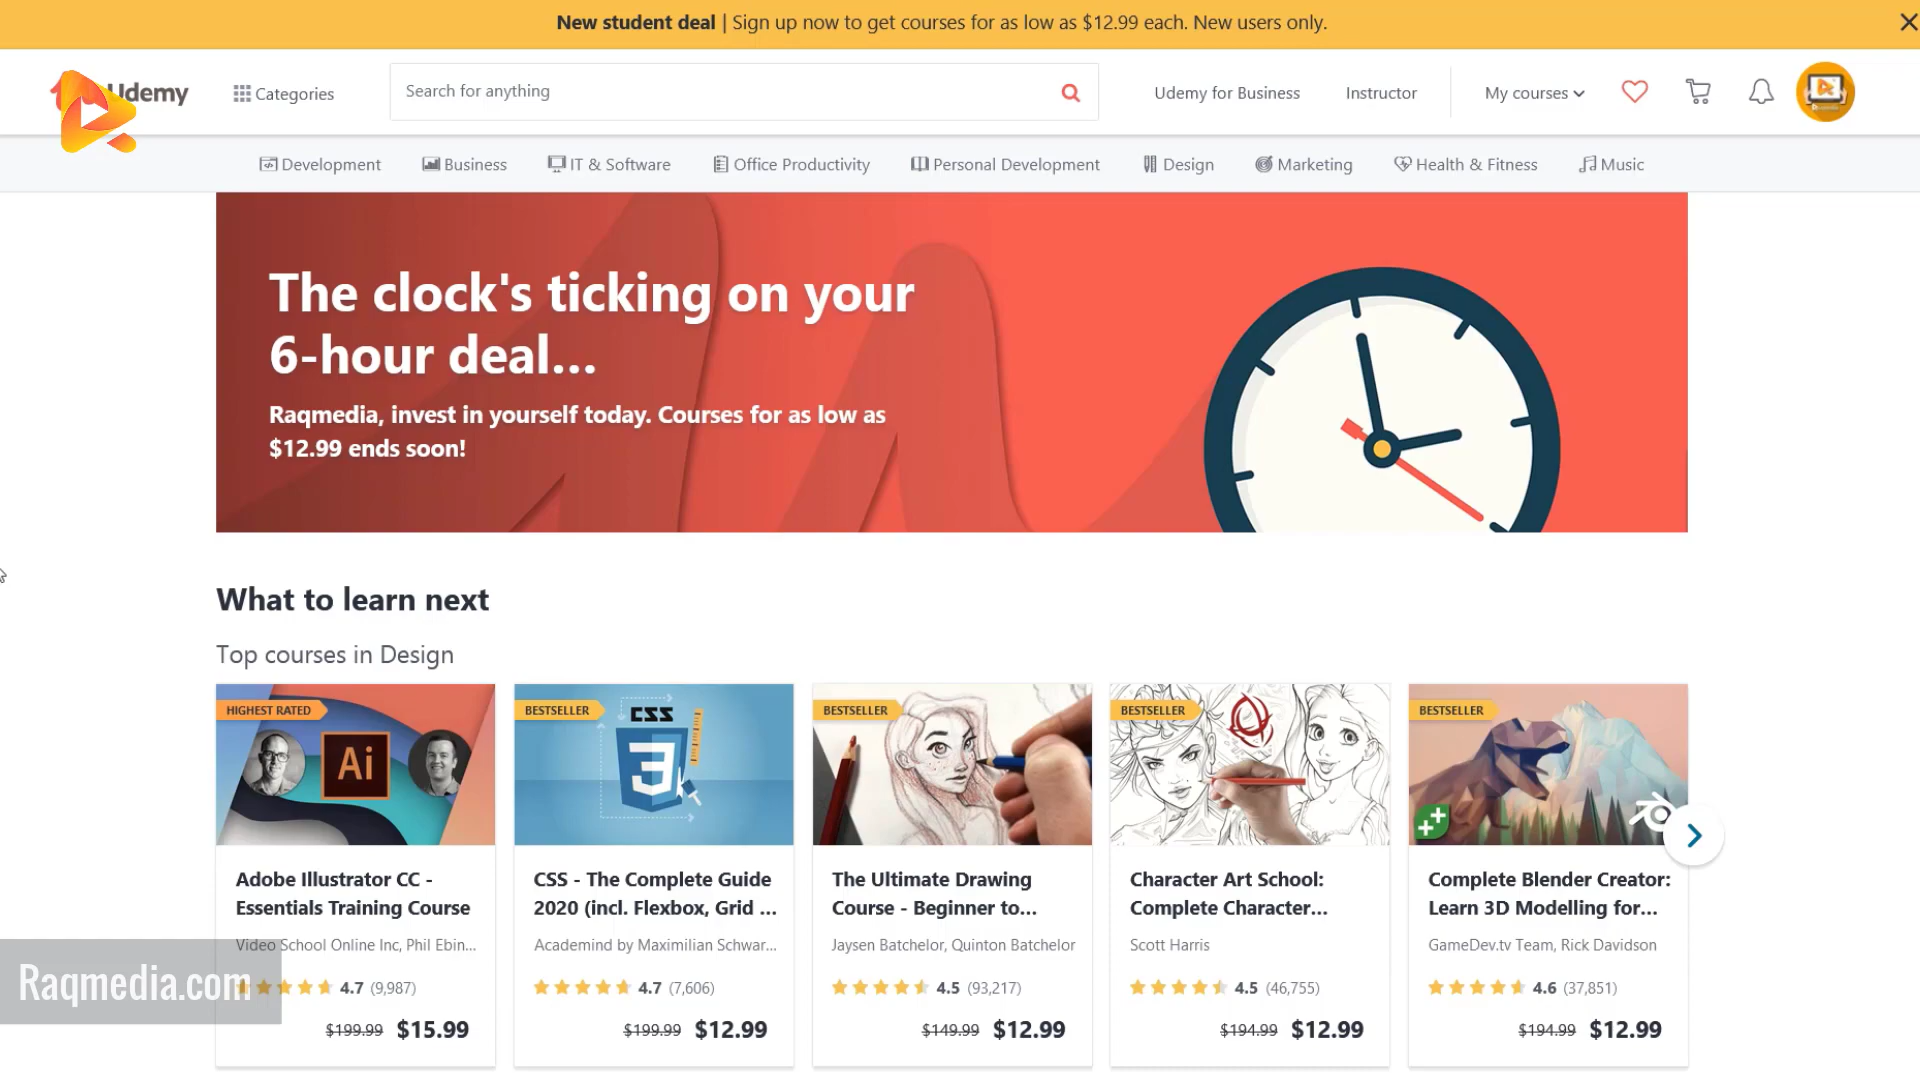 New student deal | Sign up now to get courses for as low as $12.99 each. New users only.
Udemy
Categories
Search for anything
Udemy for Business
Instructor
My courses
Development
Business
IT & Software
Office Productivity
Personal Development
Design
Marketing
Health & Fitness
Music
The clock's ticking on your
6-hour deal...
Raqmedia, invest in yourself today. Courses for as low as
$12.99 ends soon!
What to learn next
Top courses in Design
HIGHEST RATED
Ai
Adobe Illustrator CC -
Essentials Training Course
Video School Online Inc, Phil Ebin...
4.7 (9,987)
$199.99 $15.99
BESTSELLER
CSS
3
CSS - The Complete Guide
2020 (incl. Flexbox, Grid ...
Academind by Maximilian Schwar...
4.7 (7,606)
$199.99 $12.99
BESTSELLER
The Ultimate Drawing
Course - Beginner to...
Jaysen Batchelor, Quinton Batchelor
4.5 (93,217)
$149.99 $12.99
BESTSELLER
Character Art School:
Complete Character...
Scott Harris
4.5 (46,755)
$194.99 $12.99
BESTSELLER
Complete Blender Creator:
Learn 3D Modelling for...
GameDev.tv Team, Rick Davidson
4.6 (37,851)
$194.99 $12.99
Raqmedia.com